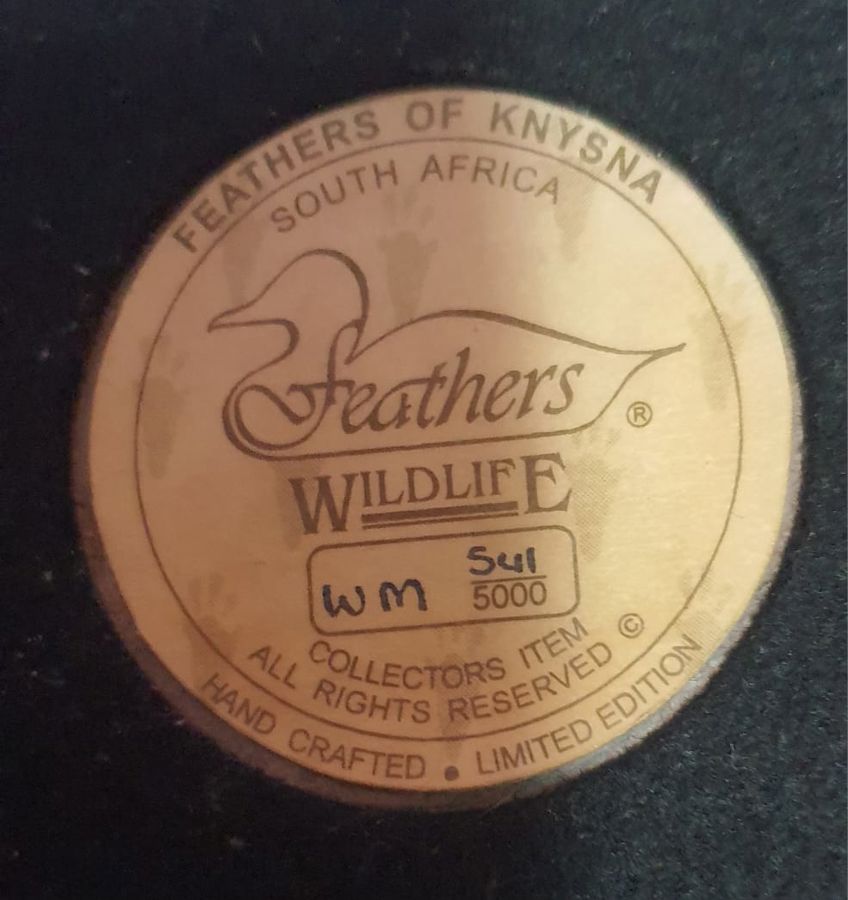 FEATHERS OF KNYSNA
SOUTH AFRICA
Feathers ®
WILDLIFE
WM 541
5000
COLLECTORS ITEM
ALL RIGHTS RESERVED ©
HAND CRAFTED • LIMITED EDITION